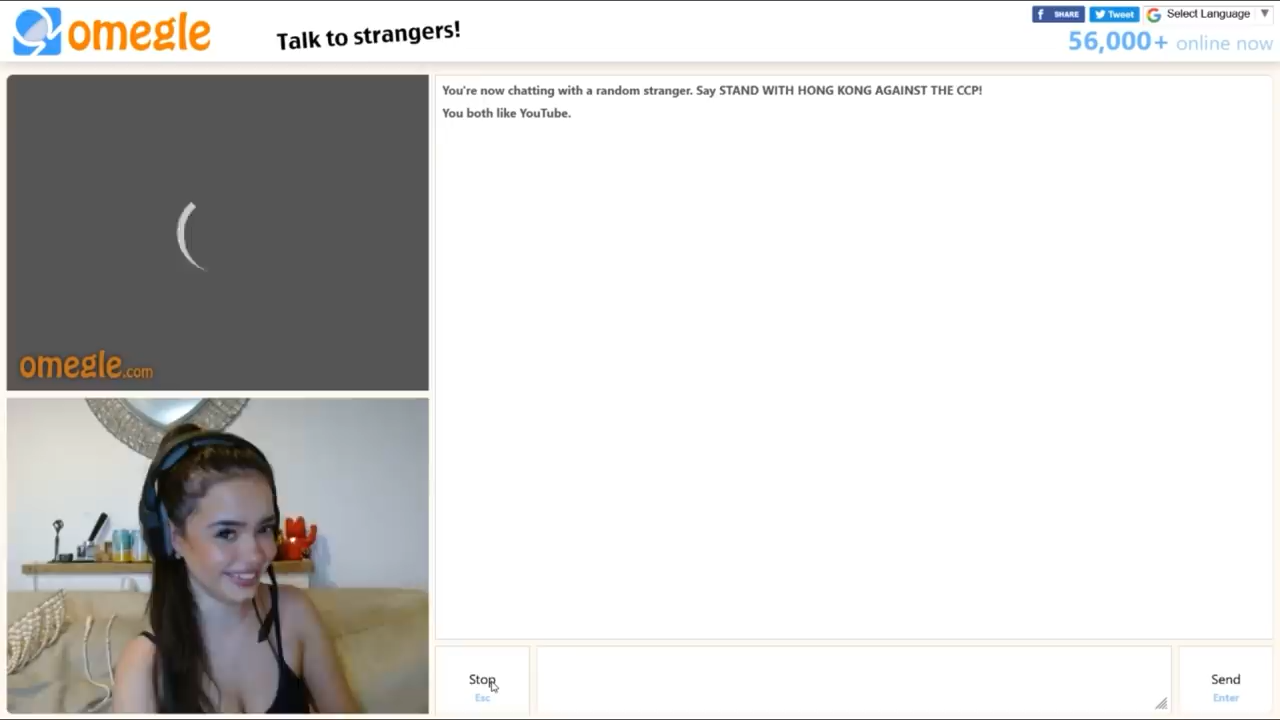 omegle
Talk to strangers!
SHARE
Tweet
Select Language
56,000+ online now
You're now chatting with a random stranger. Say STAND WITH HONG KONG AGAINST THE CCP!
You both like YouTube.
omegle.com
Stop
Esc
Send
Enter